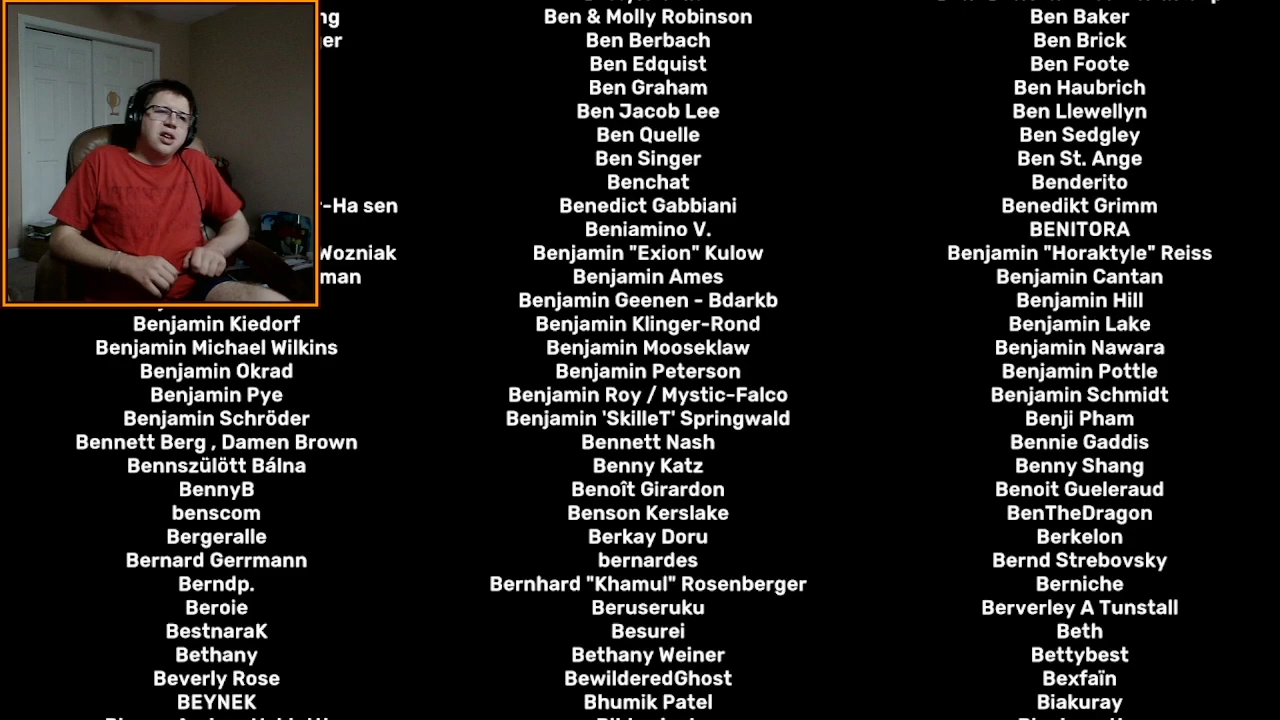 Ben & Molly Robinson
Ben Baker
Ben Berbach
Ben Brick
Ben Edquist
Ben Foote
Ben Graham
Ben Haubrich
Ben Jacob Lee
Ben Llewellyn
Ben Quelle
Ben Sedgley
Ben Singer
Ben St. Ange
Benchat
Benderito
-Ha sen
Benedict Gabbiani
Benedikt Grimm
Beniamino V.
BENITORA
Wozniak
Benjamin "Exion" Kulow
Benjamin "Horaktyle" Reiss
Benjamin Ames
Benjamin Cantan
Benjamin Geenen - Bdarkb
Benjamin Hill
Benjamin Kiedorf
Benjamin Klinger-Rond
Benjamin Lake
Benjamin Michael Wilkins
Benjamin Mooseklaw
Benjamin Nawara
Benjamin Okrad
Benjamin Peterson
Benjamin Pottle
Benjamin Pye
Benjamin Roy / Mystic-Falco
Benjamin Schmidt
Benjamin Schröder
Benjamin 'SkilleT' Springwald
Benji Pham
Bennett Berg , Damen Brown
Bennett Nash
Bennie Gaddis
Bennszülött Bálna
Benny Katz
Benny Shang
BennyB
Benoît Girardon
Benoit Gueleraud
benscom
Benson Kerslake
BenTheDragon
Bergeralle
Berkay Doru
Berkelon
Bernard Gerrmann
bernardes
Bernd Strebovsky
Berndp.
Bernhard "Khamul" Rosenberger
Berniche
Beroie
Beruseruku
Berverley A Tunstall
BestnaraK
Besurei
Beth
Bethany
Bethany Weiner
Bettybest
Beverly Rose
BewilderedGhost
Bexfaïn
BEYNEK
Bhumik Patel
Biakuray